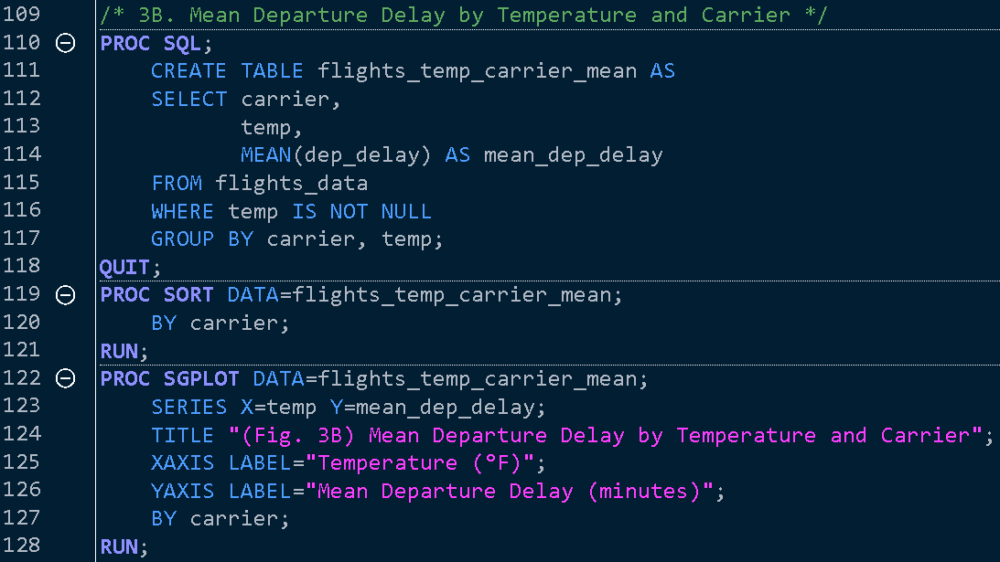 109 /* 3B. Mean Departure Delay by Temperature and Carrier */
110 PROC SQL;
111 CREATE TABLE flights_temp_carrier_mean AS
112 SELECT carrier,
113 temp,
114 MEAN(dep_delay) AS mean_dep_delay
115 FROM flights_data
116 WHERE temp IS NOT NULL
117 GROUP BY carrier, temp;
118 QUIT;
119 PROC SORT DATA=flights_temp_carrier_mean;
120 BY carrier;
121 RUN;
122 PROC SGPLOT DATA=flights_temp_carrier_mean;
123 SERIES X=temp Y=mean_dep_delay;
124 TITLE "(Fig. 3B) Mean Departure Delay by Temperature and Carrier";
125 XAXIS LABEL="Temperature (°F)";
126 YAXIS LABEL="Mean Departure Delay (minutes)";
127 BY carrier;
128 RUN;